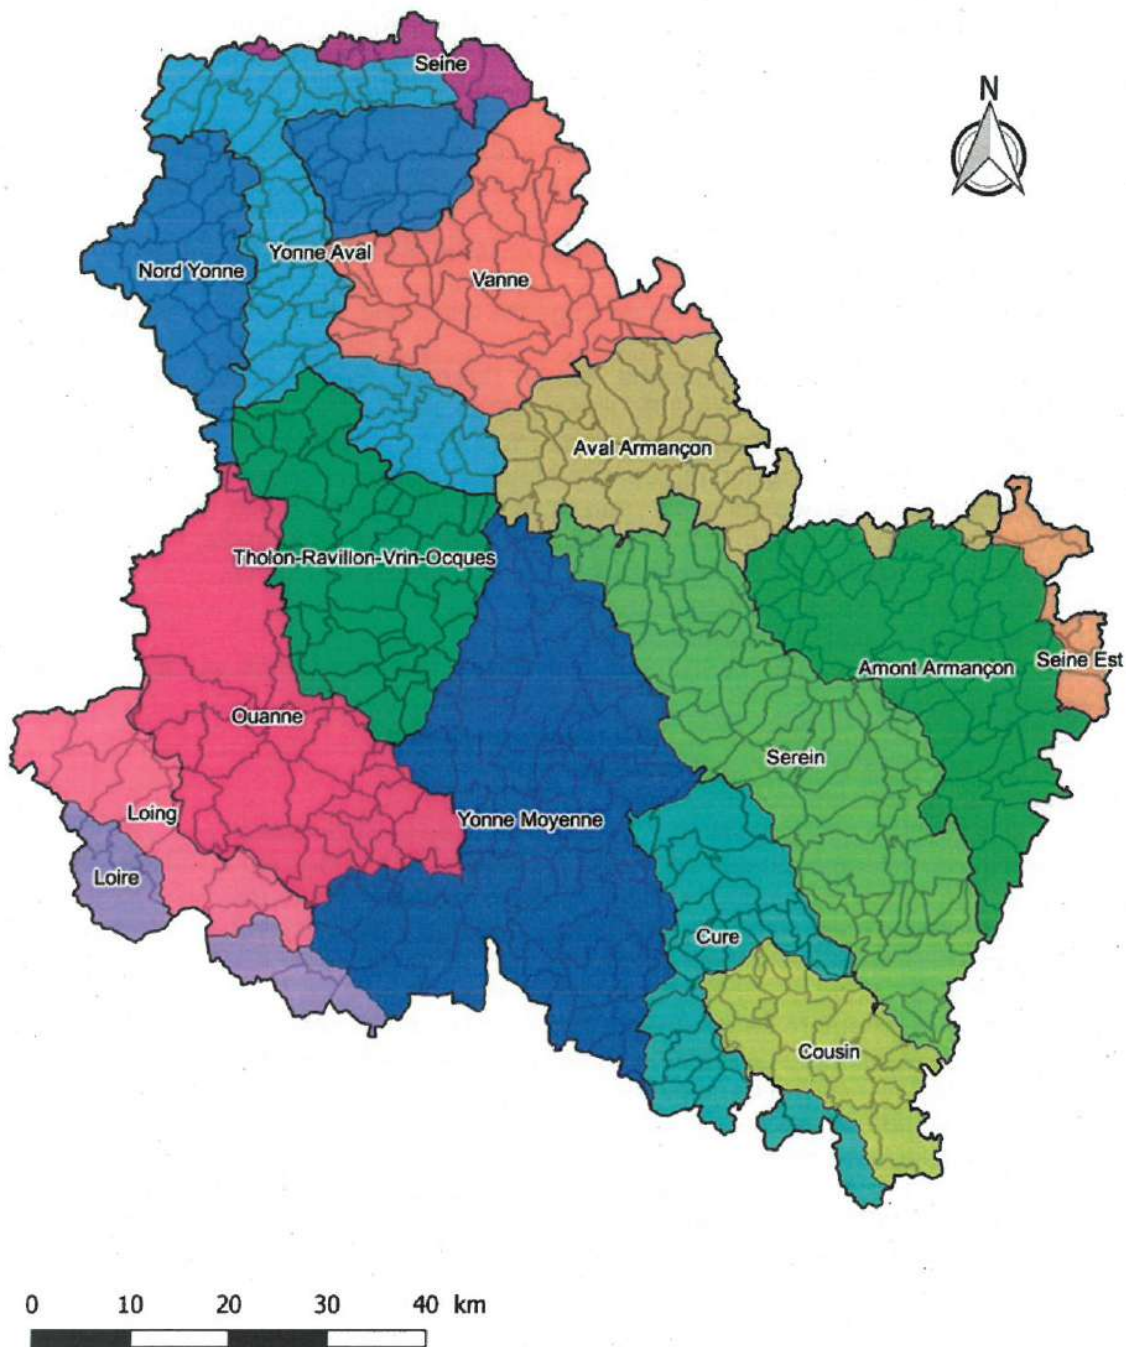 Seine
N
Yonne Aval
Nord Yonne
Vanne
Aval Armançon
Tholon-Ravillon-Vrin-Ocques
Seine Est
Amont Armançon
Ouanne
Serein
Loing
Yonne Moyenne
Loire
Cure
Cousin
0 10 20 30 40 km